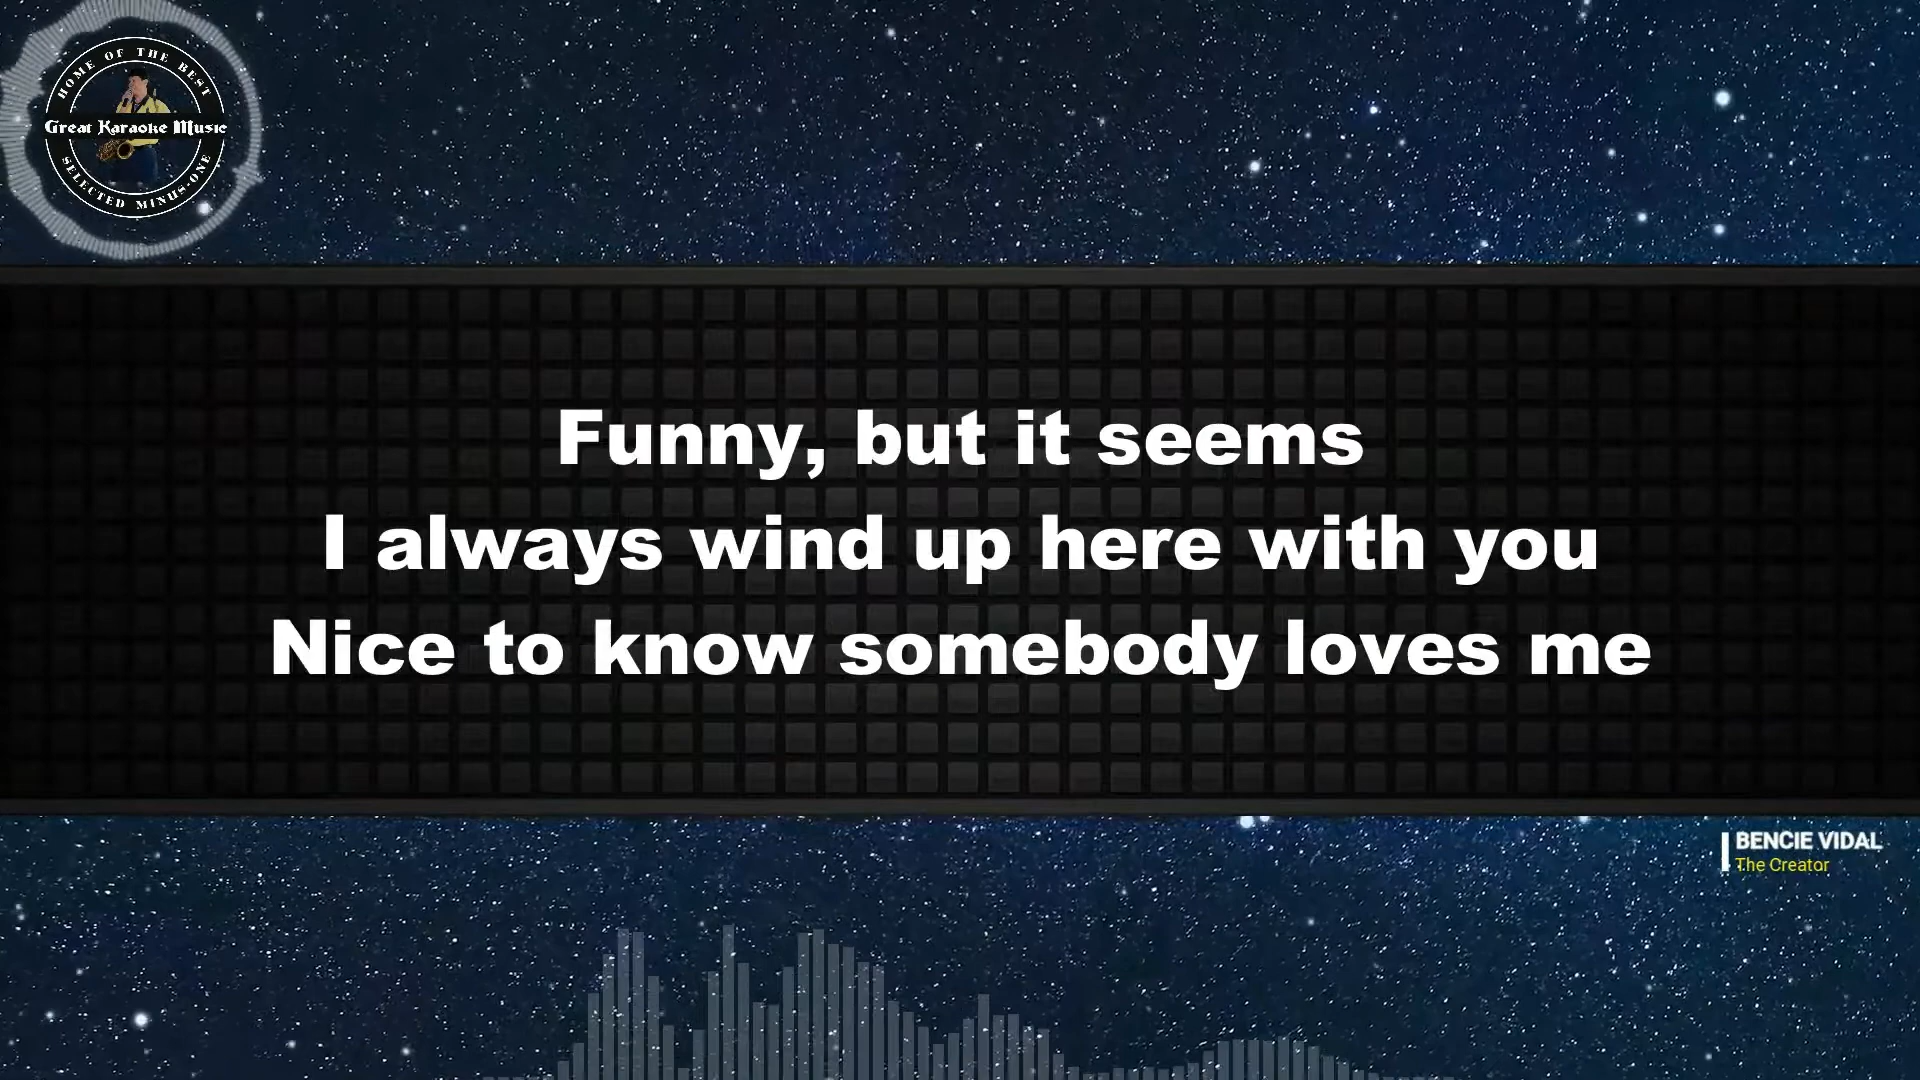 HOME OF THE BEST
Great Karaoke Music
SELECTED MINUS-ONE
Funny, but it seems
I always wind up here with you
Nice to know somebody loves me
BENCIE VIDAL
The Creator